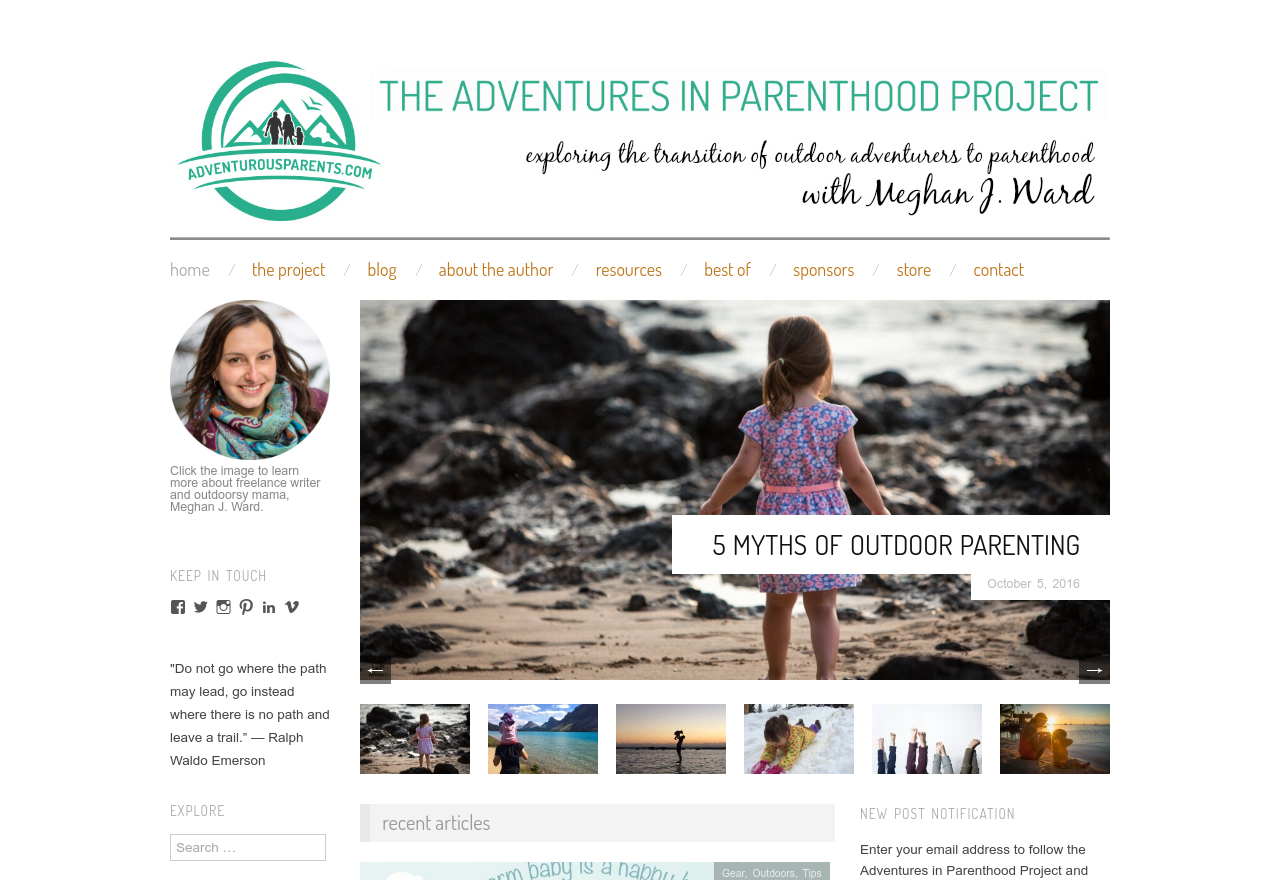 THE ADVENTURES IN PARENTHOOD PROJECT
exploring the transition of outdoor adventurers to parenthood
with Meghan J. Ward
ADVENTUROUSPARENTS.COM
home / the project / blog / about the author / resources / best of / sponsors / store / contact
Click the image to learn
more about freelance writer
and outdoorsy mama,
Meghan J. Ward.
5 MYTHS OF OUTDOOR PARENTING
October 5, 2016
← →
KEEP IN TOUCH
"Do not go where the path
may lead, go instead
where there is no path and
leave a trail.” — Ralph
Waldo Emerson
EXPLORE
Search …
recent articles
baby is a happy
Gear, Outdoors, Tips
NEW POST NOTIFICATION
Enter your email address to follow the
Adventures in Parenthood Project and